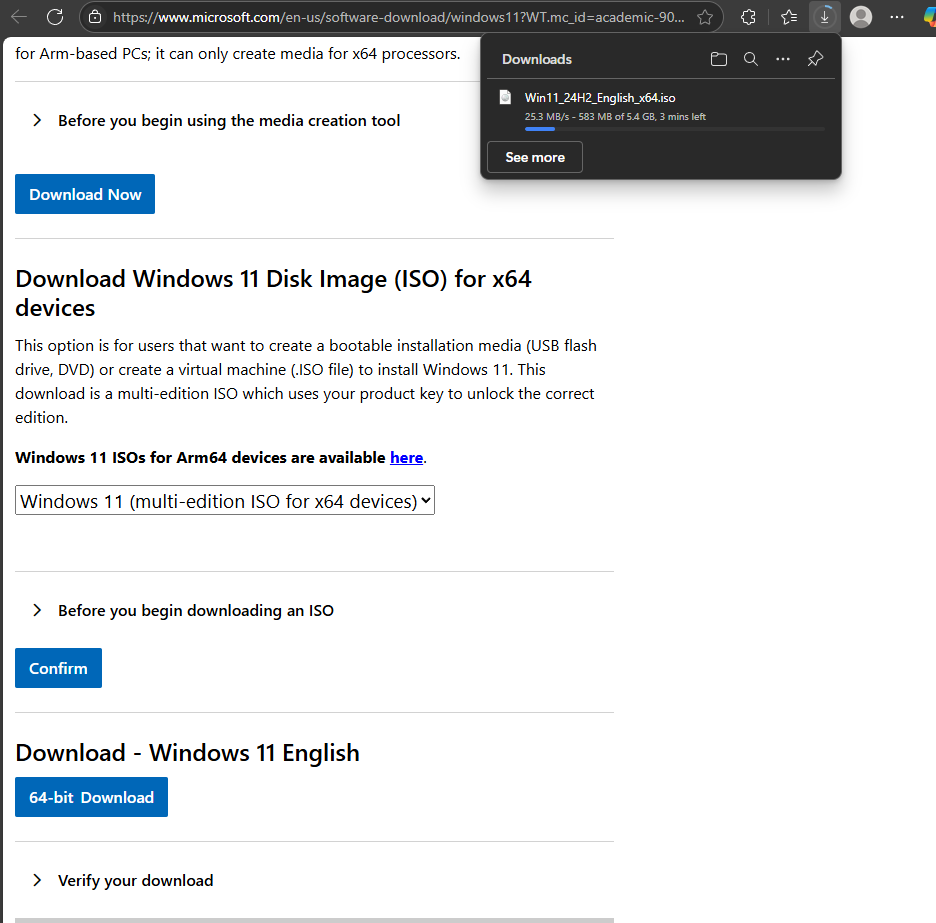 https://www.microsoft.com/en-us/software-download/windows11?WT.mc_id=academic-90...
for Arm-based PCs; it can only create media for x64 processors.
Downloads
Win11_24H2_English_x64.iso
25.3 MB/s - 583 MB of 5.4 GB, 3 mins left
See more
Before you begin using the media creation tool
Download Now
Download Windows 11 Disk Image (ISO) for x64
devices
This option is for users that want to create a bootable installation media (USB flash
drive, DVD) or create a virtual machine (.ISO file) to install Windows 11. This
download is a multi-edition ISO which uses your product key to unlock the correct
edition.
Windows 11 ISOs for Arm64 devices are available here.
Windows 11 (multi-edition ISO for x64 devices)
Before you begin downloading an ISO
Confirm
Download - Windows 11 English
64-bit Download
Verify your download